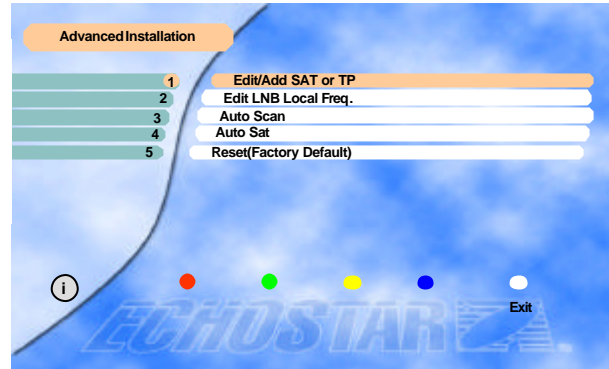 Advanced Installation
1 Edit/Add SAT or TP
2 Edit LNB Local Freq.
3 Auto Scan
4 Auto Sat
5 Reset(Factory Default)
i
Exit
ECHOSTAR